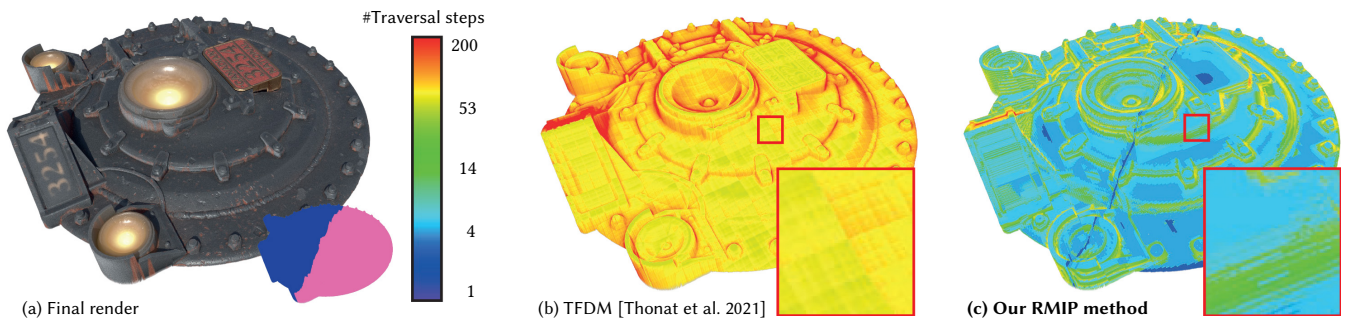 #Traversal steps
200
53
14
4
1
3254
(a) Final render
(b) TFDM [Thonat et al. 2021]
(c) Our RMIP method